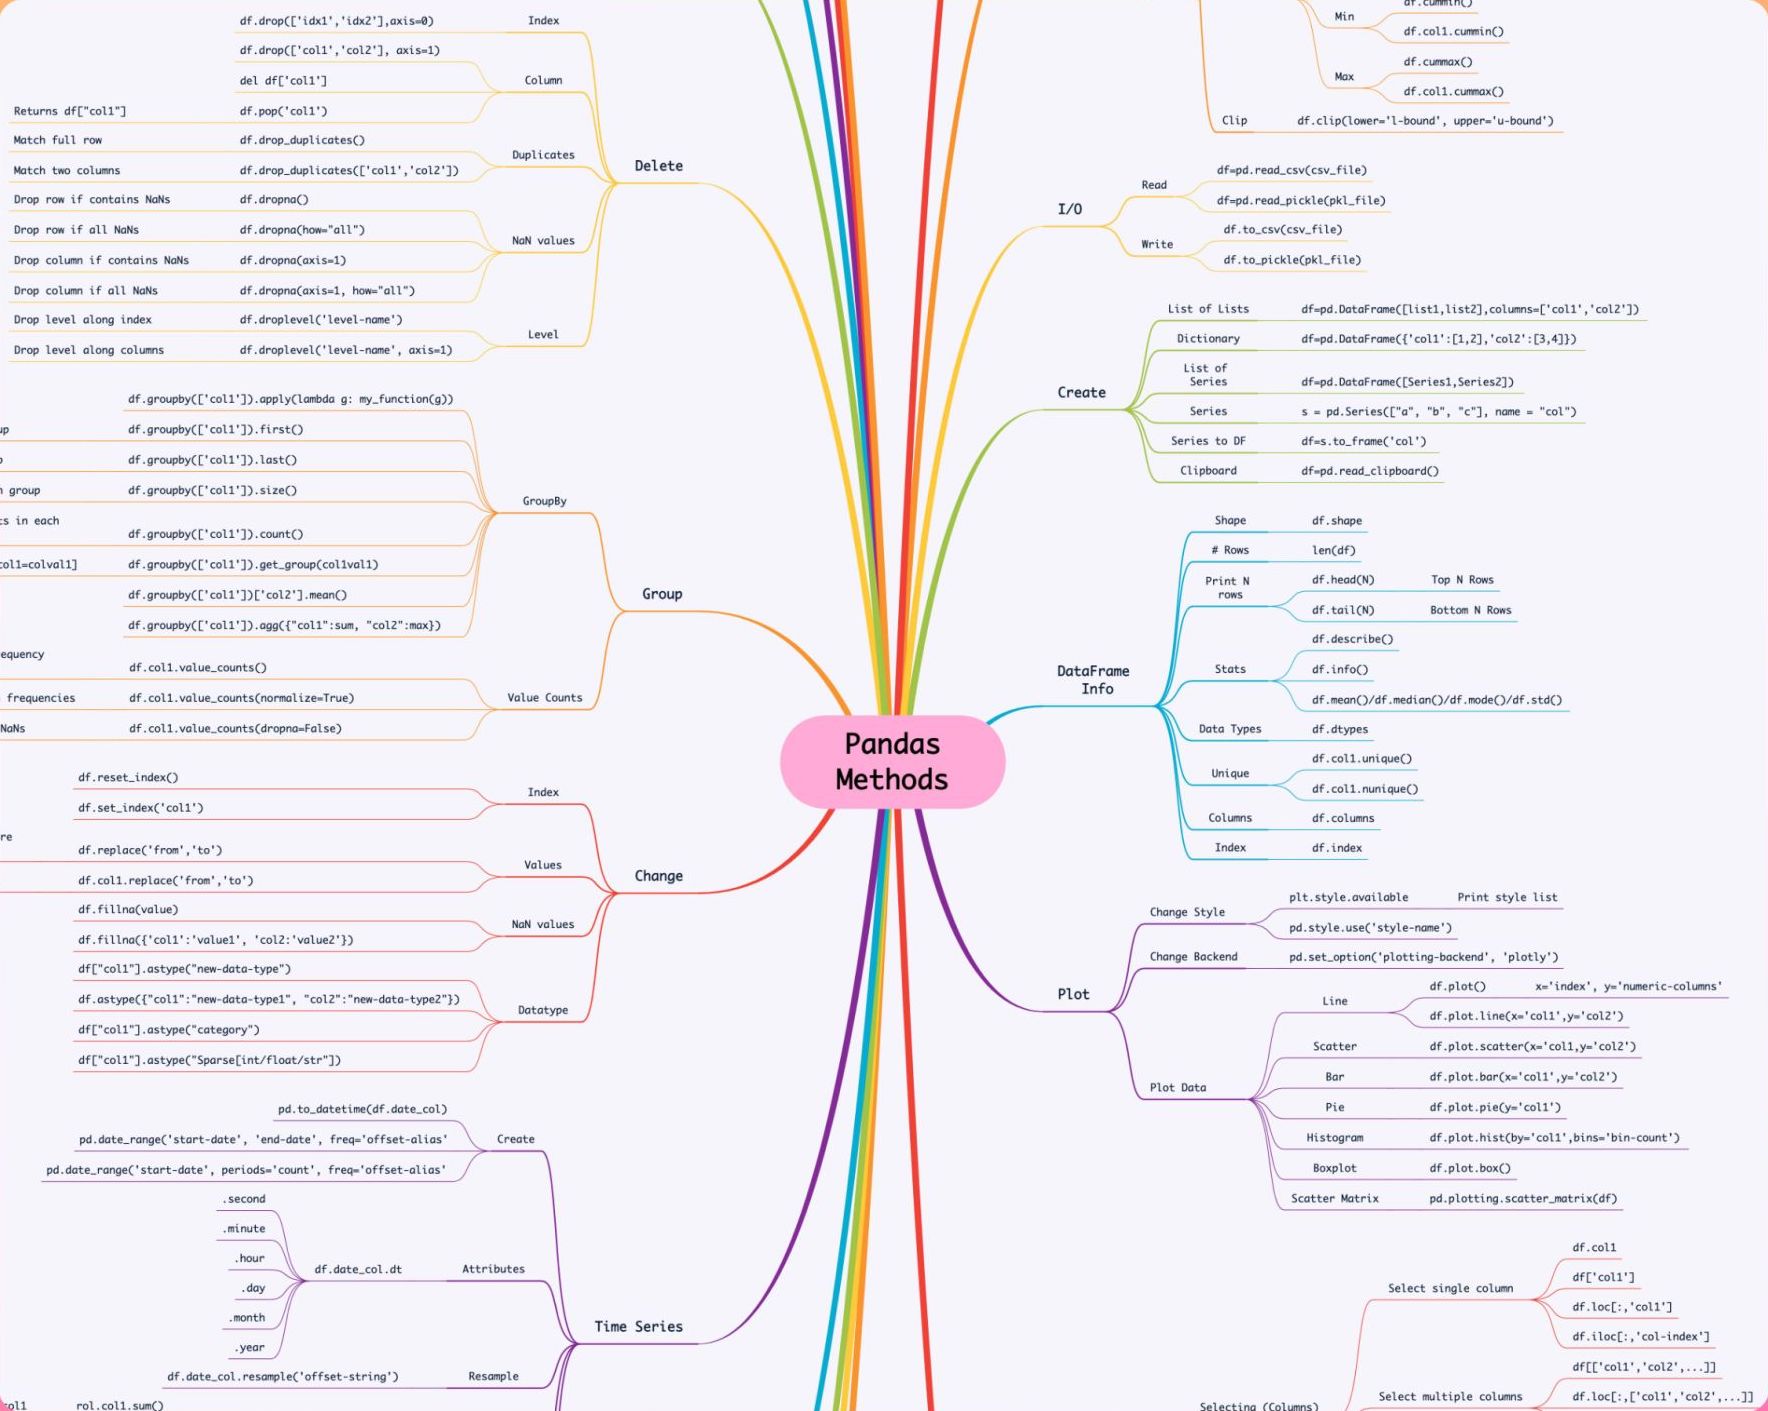 Pandas
Methods
Delete
Index
df.drop(['idx1','idx2'],axis=0)
Column
df.drop(['col1','col2'], axis=1)
del df['col1']
df.pop('col1')
Returns df["col1"]
Duplicates
df.drop_duplicates()
Match full row
df.drop_duplicates(['col1','col2'])
Match two columns
NaN values
df.dropna()
Drop row if contains NaNs
df.dropna(how="all")
Drop row if all NaNs
df.dropna(axis=1)
Drop column if contains NaNs
df.dropna(axis=1, how="all")
Drop column if all NaNs
Level
df.droplevel('level-name')
Drop level along index
df.droplevel('level-name', axis=1)
Drop level along columns
Group
GroupBy
df.groupby(['col1']).apply(lambda g: my_function(g))
df.groupby(['col1']).first()
df.groupby(['col1']).last()
df.groupby(['col1']).size()
group
df.groupby(['col1']).count()
in each
df.groupby(['col1']).get_group(col1val1)
col1=colval1]
df.groupby(['col1'])['col2'].mean()
df.groupby(['col1']).agg({"col1":sum, "col2":max})
Value Counts
df.col1.value_counts()
equency
df.col1.value_counts(normalize=True)
frequencies
df.col1.value_counts(dropna=False)
NaNs
Change
Index
df.reset_index()
df.set_index('col1')
Values
df.replace('from','to')
re
df.col1.replace('from','to')
NaN values
df.fillna(value)
df.fillna({'col1':'value1', 'col2:'value2'})
Datatype
df["col1"].astype("new-data-type")
df.astype({"col1":"new-data-type1", "col2":"new-data-type2"})
df["col1"].astype("category")
df["col1"].astype("Sparse[int/float/str"])
Time Series
Create
pd.to_datetime(df.date_col)
pd.date_range('start-date', 'end-date', freq='offset-alias'
pd.date_range('start-date', periods='count', freq='offset-alias'
Attributes
df.date_col.dt
.second
.minute
.hour
.day
.month
.year
Resample
df.date_col.resample('offset-string')
rol.col1.sum()
col1
Min
df.cummin()
df.col1.cummin()
Max
df.cummax()
df.col1.cummax()
Clip
df.clip(lower='l-bound', upper='u-bound')
I/O
Read
df=pd.read_csv(csv_file)
df=pd.read_pickle(pkl_file)
Write
df.to_csv(csv_file)
df.to_pickle(pkl_file)
Create
List of Lists
df=pd.DataFrame([list1,list2],columns=['col1','col2'])
Dictionary
df=pd.DataFrame({'col1':[1,2],'col2':[3,4]})
List of
Series
df=pd.DataFrame([Series1,Series2])
Series
s = pd.Series(["a", "b", "c"], name = "col")
Series to DF
df=s.to_frame('col')
Clipboard
df=pd.read_clipboard()
DataFrame
Info
Shape
df.shape
# Rows
len(df)
Print N
rows
df.head(N)
Top N Rows
df.tail(N)
Bottom N Rows
Stats
df.describe()
df.info()
df.mean()/df.median()/df.mode()/df.std()
Data Types
df.dtypes
Unique
df.col1.unique()
df.col1.nunique()
Columns
df.columns
Index
df.index
Plot
Change Style
plt.style.available
Print style list
pd.style.use('style-name')
Change Backend
pd.set_option('plotting-backend', 'plotly')
Plot Data
Line
df.plot()
x='index', y='numeric-columns'
df.plot.line(x='col1',y='col2')
Scatter
df.plot.scatter(x='col1,y='col2')
Bar
df.plot.bar(x='col1',y='col2')
Pie
df.plot.pie(y='col1')
Histogram
df.plot.hist(by='col1',bins='bin-count')
Boxplot
df.plot.box()
Scatter Matrix
pd.plotting.scatter_matrix(df)
Selecting (Columns)
Select single column
df.col1
df['col1']
df.loc[:,'col1']
df.iloc[:,'col-index']
Select multiple columns
df[['col1','col2',...]]
df.loc[:,['col1','col2',...]]